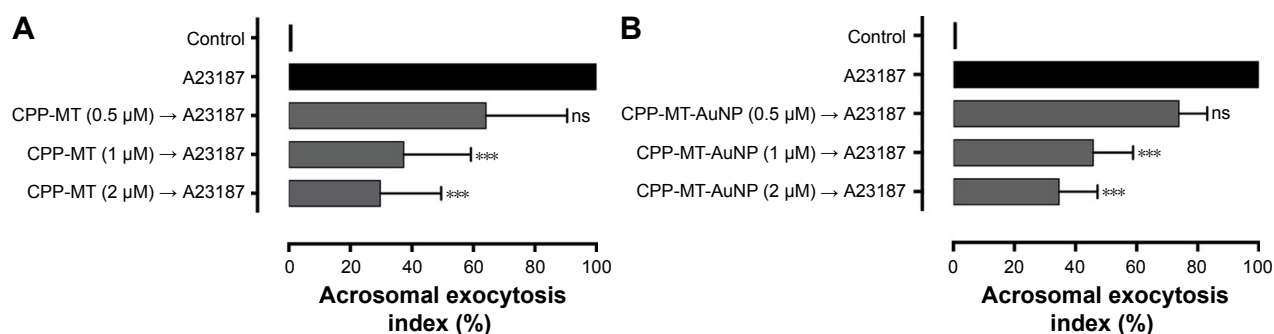 A
Control
A23187
CPP-MT (0.5 µM) → A23187
ns
CPP-MT (1 µM) → A23187
***
CPP-MT (2 µM) → A23187
***
0 20 40 60 80 100
Acrosomal exocytosis
index (%)
B
Control
A23187
CPP-MT-AuNP (0.5 µM) → A23187
ns
CPP-MT-AuNP (1 µM) → A23187
***
CPP-MT-AuNP (2 µM) → A23187
***
0 20 40 60 80 100
Acrosomal exocytosis
index (%)